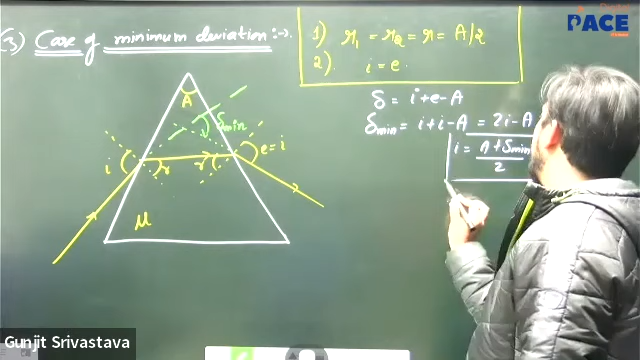 (3) Case of minimum deviation :-.
1) r₁ = r₂ = r = A/2
2). i = e.
δ = i + e - A
δmin = i + i - A = 2i - A
i = A + δmin
2
A
δmin
i
r
r
e = i
μ
PACE
Gunjit Srivastava